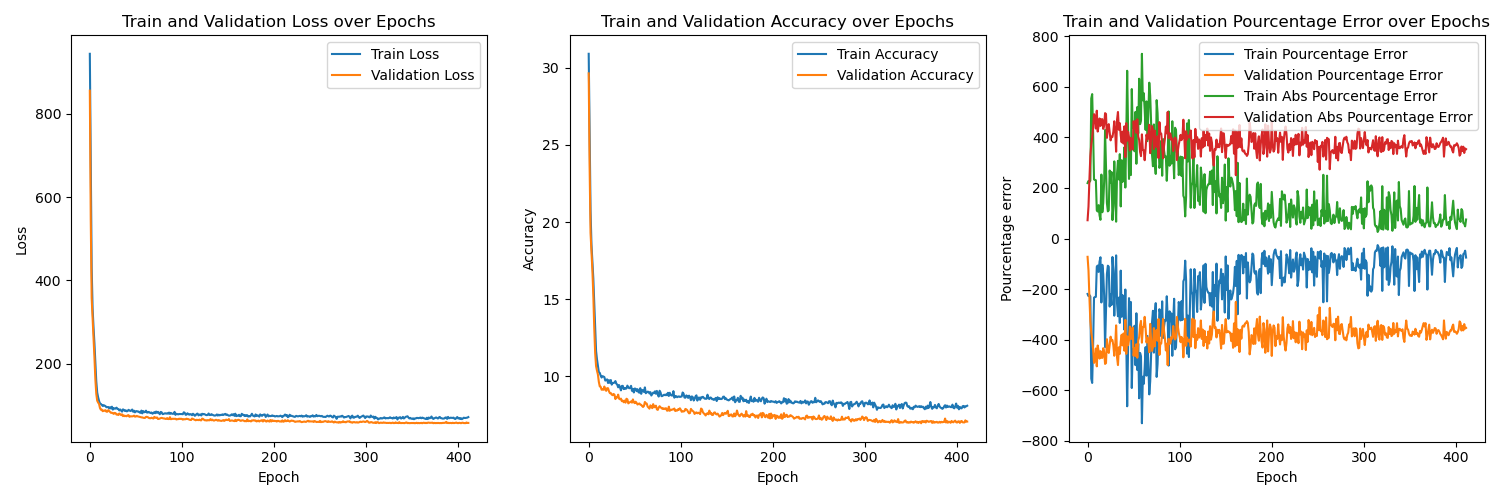 Train and Validation Loss over Epochs
Train Loss
Validation Loss
Loss
800
600
400
200
0
100
200
300
400
Epoch
Train and Validation Accuracy over Epochs
Train Accuracy
Validation Accuracy
Accuracy
30
25
20
15
10
0
100
200
300
400
Epoch
Train and Validation Pourcentage Error over Epochs
Train Pourcentage Error
Validation Pourcentage Error
Train Abs Pourcentage Error
Validation Abs Pourcentage Error
Pourcentage error
800
600
400
200
0
−200
−400
−600
−800
0
100
200
300
400
Epoch